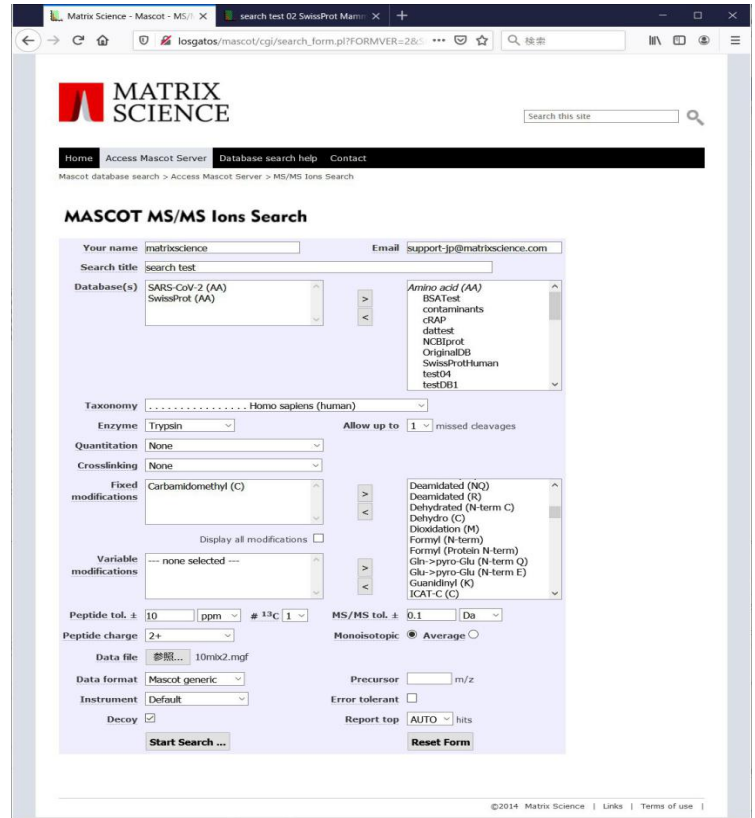 Matrix Science - Mascot - MS/M
search test 02 SwissProt Mamn
losgatos/mascot/cgi/search_form.pl?FORMVER=2&S
検索
MATRIX
SCIENCE
Search this site
Home Access Mascot Server Database search help Contact
Mascot database search > Access Mascot Server > MS/MS Ions Search
MASCOT MS/MS Ions Search
Your name matrixscience Email support-jp@matrixscience.com
Search title search test
Database(s) SARS-CoV-2 (AA) > Amino acid (AA)
SwissProt (AA) < BSATest
contaminants
cRAP
dattest
NCBIprot
OriginalDB
SwissProtHuman
test04
testDB1
Taxonomy . . . . . . . . . . . . . . . . Homo sapiens (human)
Enzyme Trypsin Allow up to 1 missed cleavages
Quantitation None
Crosslinking None
Fixed modifications Carbamidomethyl (C) > <
Deamidated (NQ)
Deamidated (R)
Dehydrated (N-term C)
Dehydro (C)
Dioxidation (M)
Formyl (N-term)
Formyl (Protein N-term)
Gln->pyro-Glu (N-term Q)
Glu->pyro-Glu (N-term E)
Guanidinyl (K)
ICAT-C (C)
Display all modifications
Variable modifications --- none selected --- > <
Peptide tol. ± 10 ppm # 13C 1 MS/MS tol. ± 0.1 Da
Peptide charge 2+ Monoisotopic Average
Data file 参照... 10mix2.mgf
Data format Mascot generic Precursor m/z
Instrument Default Error tolerant
Decoy Report top AUTO hits
Start Search ... Reset Form
©2014 Matrix Science | Links | Terms of use |